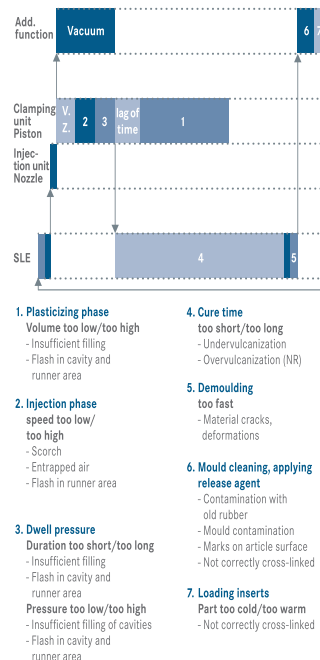 Add.
function
Vacuum
6
7
Clamping
unit
Piston
V.
Z.
2
3
lag of
time
1
Injec-
tion unit
Nozzle
SLE
4
5
1. Plasticizing phase
Volume too low/too high
- Insufficient filling
- Flash in cavity and
runner area
2. Injection phase
speed too low/
too high
- Scorch
- Entrapped air
- Flash in runner area
3. Dwell pressure
Duration too short/too long
- Insufficient filling
- Flash in cavity and
runner area
Pressure too low/too high
- Insufficient filling of cavities
- Flash in cavity and
runner area
4. Cure time
too short/too long
- Undervulcanization
- Overvulcanization (NR)
5. Demoulding
too fast
- Material cracks,
deformations
6. Mould cleaning, applying
release agent
- Contamination with
old rubber
- Mould contamination
- Marks on article surface
- Not correctly cross-linked
7. Loading inserts
Part too cold/too warm
- Not correctly cross-linked